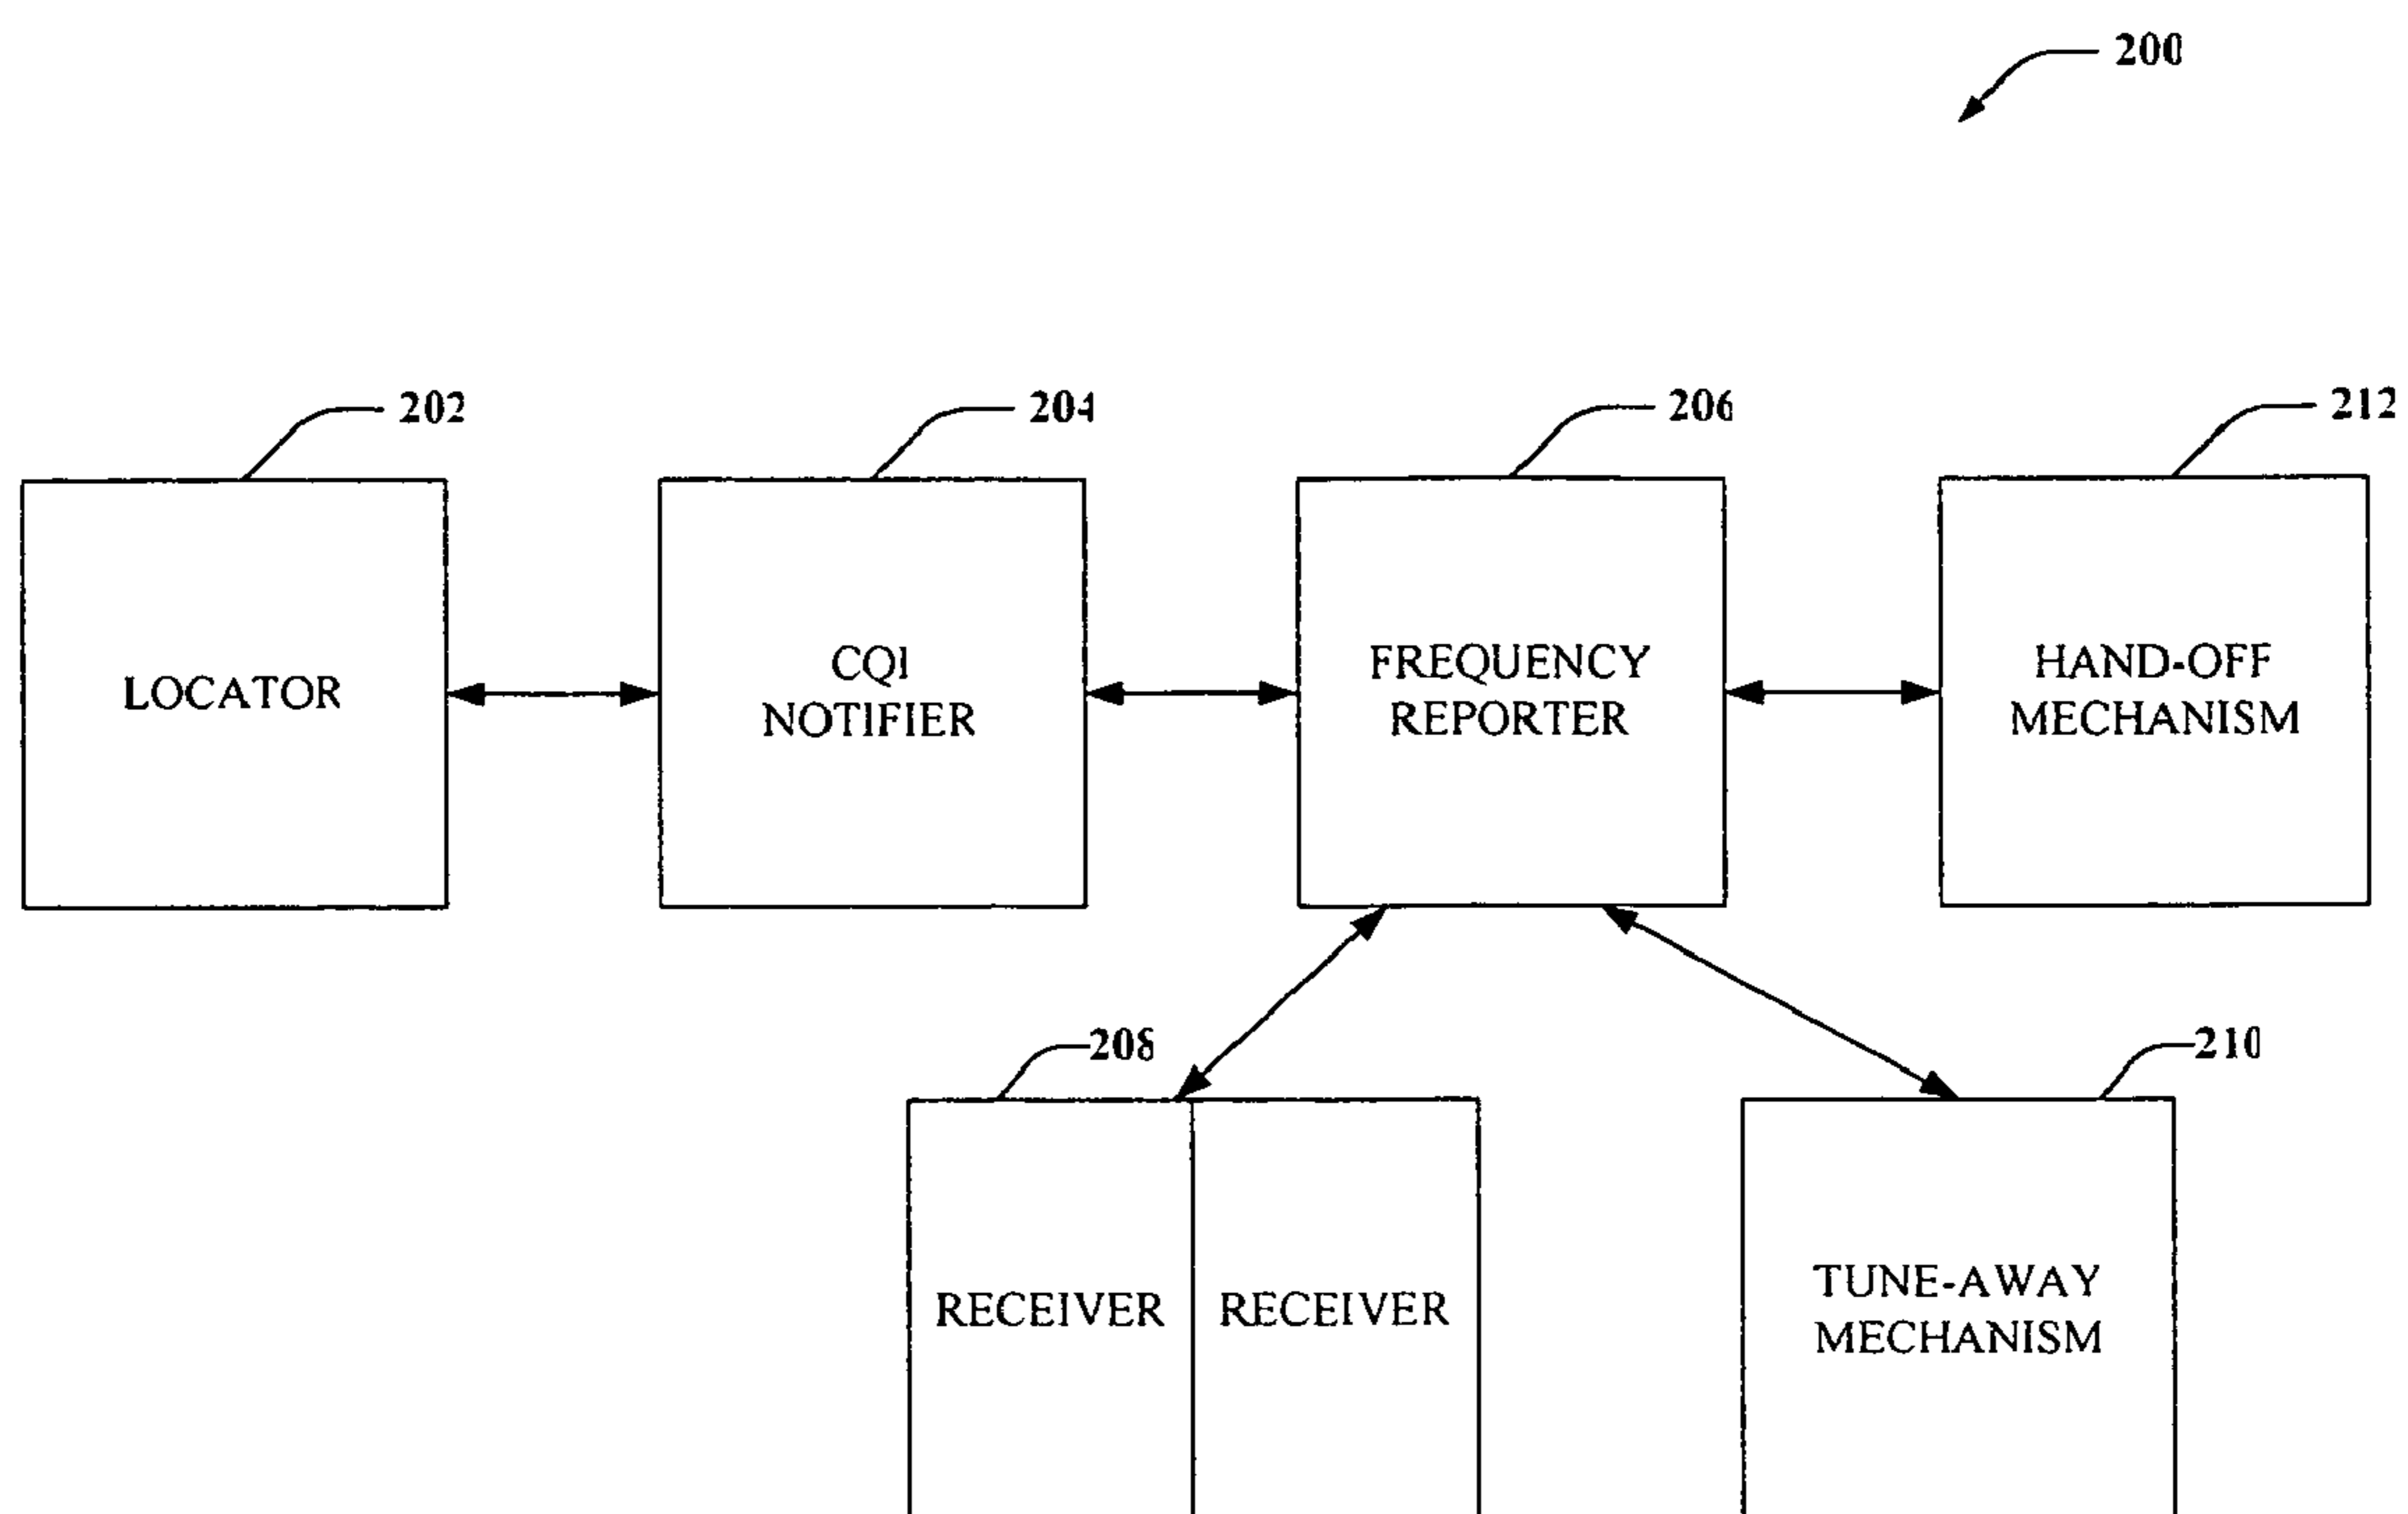 200
202
204
206
212
LOCATOR
CQI
NOTIFIER
FREQUENCY
REPORTER
HAND-OFF
MECHANISM
208
210
RECEIVER
RECEIVER
TUNE-AWAY
MECHANISM